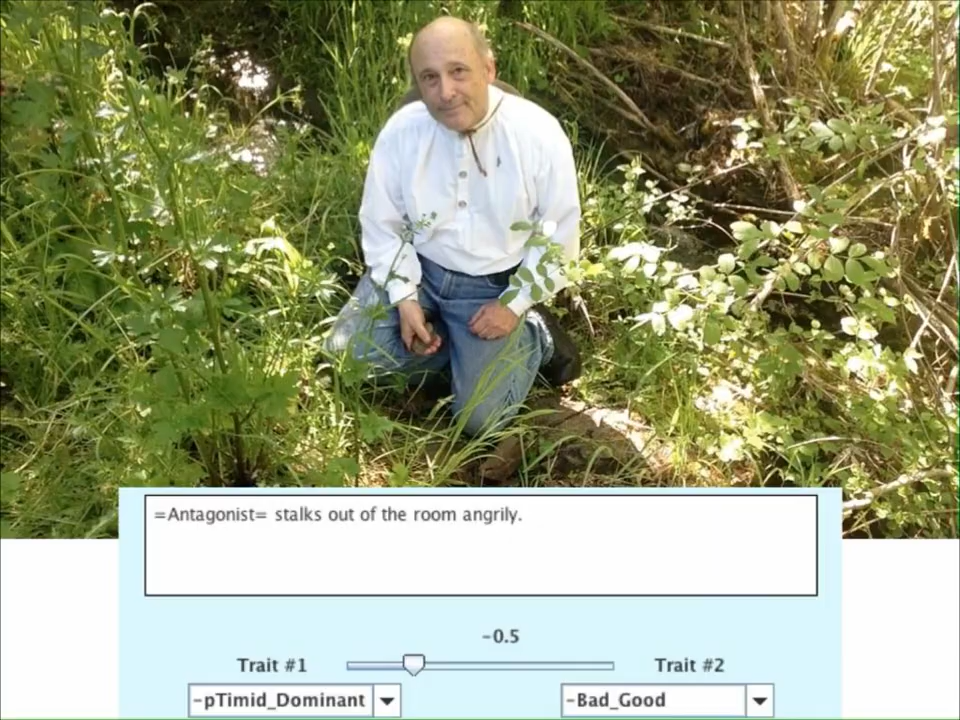 =Antagonist= stalks out of the room angrily.
-0.5
Trait #1 Trait #2
-pTimid_Dominant -Bad_Good